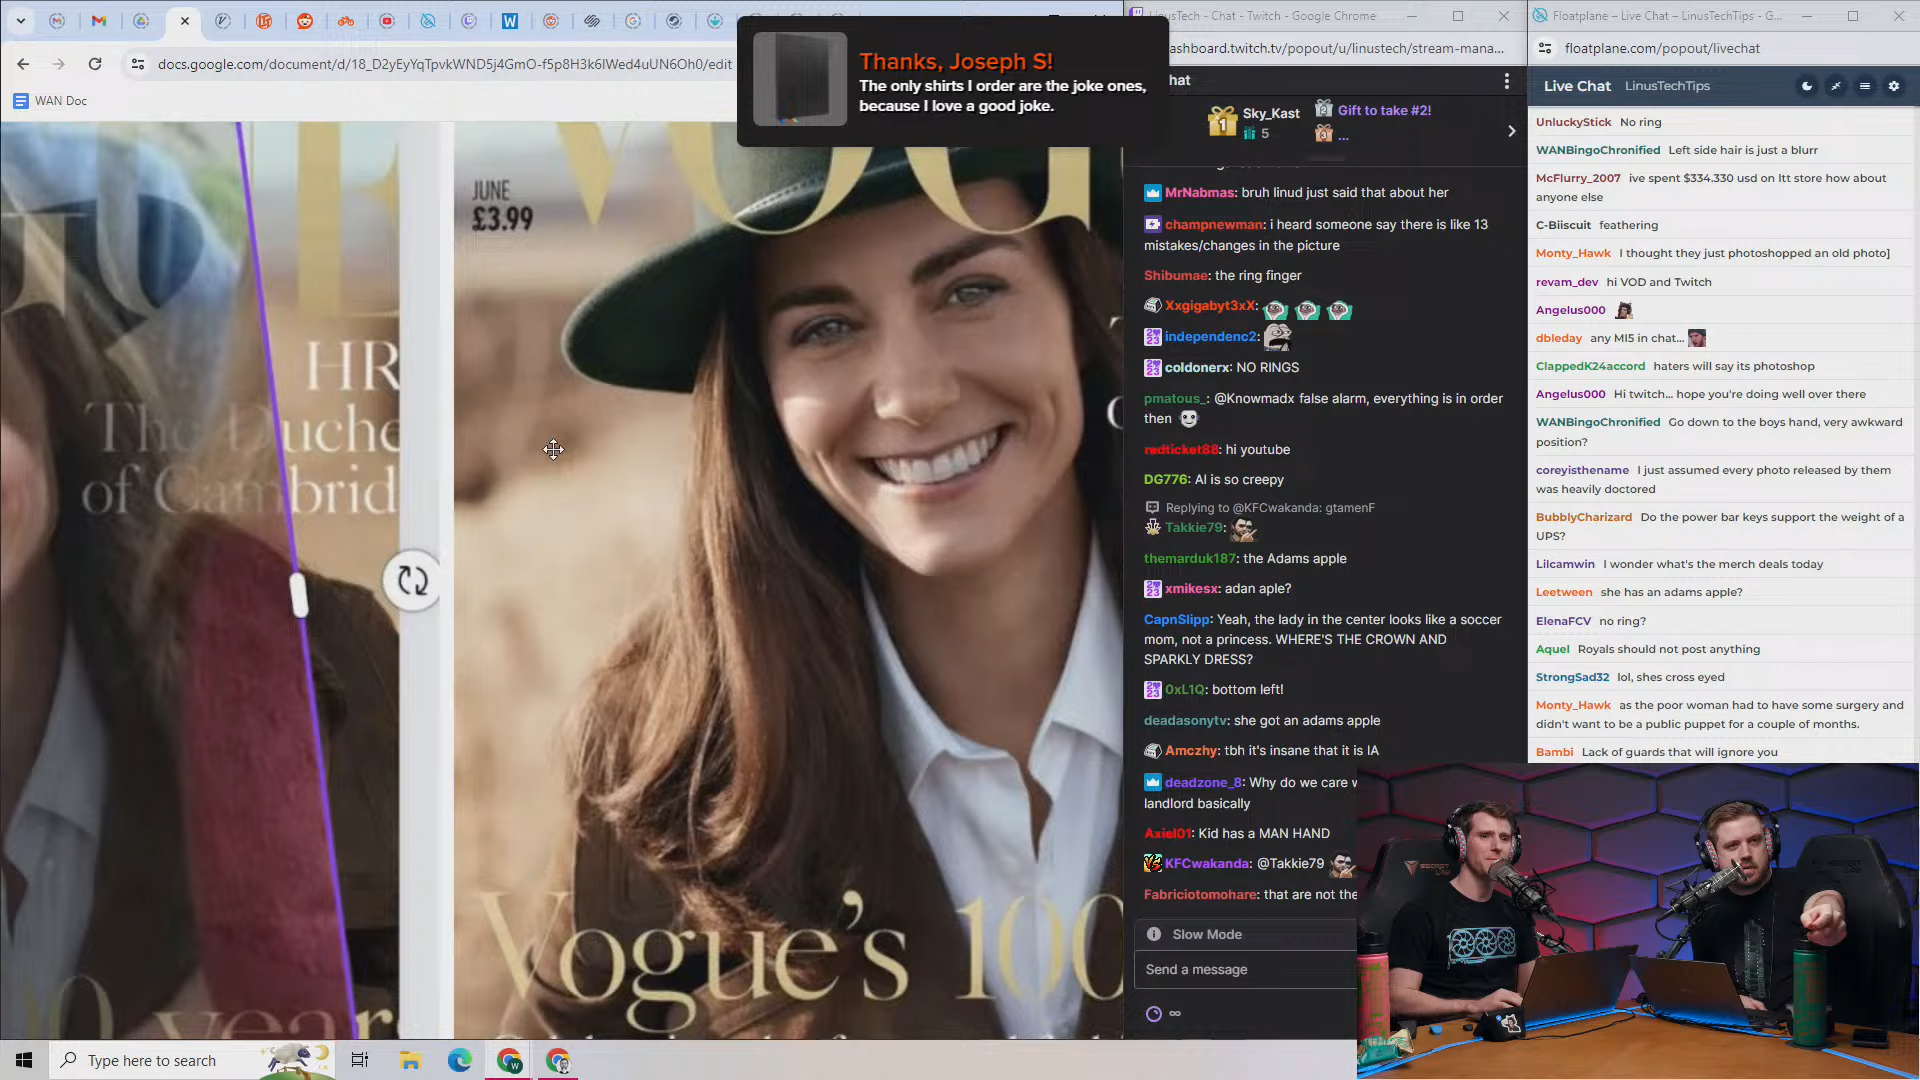 docs.google.com/document/d/18_D2yEyYqTpvkWND5j4GmO-f5p8H3k6lWed4uUN6Oh0/edit
WAN Doc
Thanks, Joseph S!
The only shirts I order are the joke ones,
because I love a good joke.
JUNE
£3.99
VOG
HR
The Duche
of Cambrid
Vogue's 100
LinusTech - Chat - Twitch - Google Chrome
ashboard.twitch.tv/popout/u/linustech/stream-mana...
hat
1
Sky_Kast
5
Gift to take #2!
...
MrNabmas: bruh linud just said that about her
champnewman: i heard someone say there is like 13
mistakes/changes in the picture
Shibumae: the ring finger
Xxgigabyt3xX:
independenc2:
coldonerx: NO RINGS
pmatous_: @Knowmadx false alarm, everything is in order
then
redticket88: hi youtube
DG776: AI is so creepy
Replying to @KFCwakanda: gtamenF
Takkie79:
themarduk187: the Adams apple
xmikesx: adan aple?
CapnSlipp: Yeah, the lady in the center looks like a soccer
mom, not a princess. WHERE'S THE CROWN AND
SPARKLY DRESS?
0xL1Q: bottom left!
deadasonytv: she got an adams apple
Amczhy: tbh it's insane that it is IA
deadzone_8: Why do we care w
landlord basically
Axiel01: Kid has a MAN HAND
KFCwakanda: @Takkie79
Fabriciotomohare: that are not the
Slow Mode
Send a message
Floatplane – Live Chat – LinusTechTips - G...
floatplane.com/popout/livechat
Live Chat LinusTechTips
UnluckyStick No ring
WANBingoChronified Left side hair is just a blurr
McFlurry_2007 ive spent $334.330 usd on ltt store how about
anyone else
C-Biiscuit feathering
Monty_Hawk I thought they just photoshopped an old photo]
revam_dev hi VOD and Twitch
Angelus000
dbleday any MI5 in chat...
ClappedK24accord haters will say its photoshop
Angelus000 Hi twitch... hope you're doing well over there
WANBingoChronified Go down to the boys hand, very awkward
position?
coreyisthename I just assumed every photo released by them
was heavily doctored
BubblyCharizard Do the power bar keys support the weight of a
UPS?
Lilcamwin I wonder what's the merch deals today
Leetween she has an adams apple?
ElenaFCV no ring?
Aquel Royals should not post anything
StrongSad32 lol, shes cross eyed
Monty_Hawk as the poor woman had to have some surgery and
didn't want to be a public puppet for a couple of months.
Bambi Lack of guards that will ignore you
Type here to search